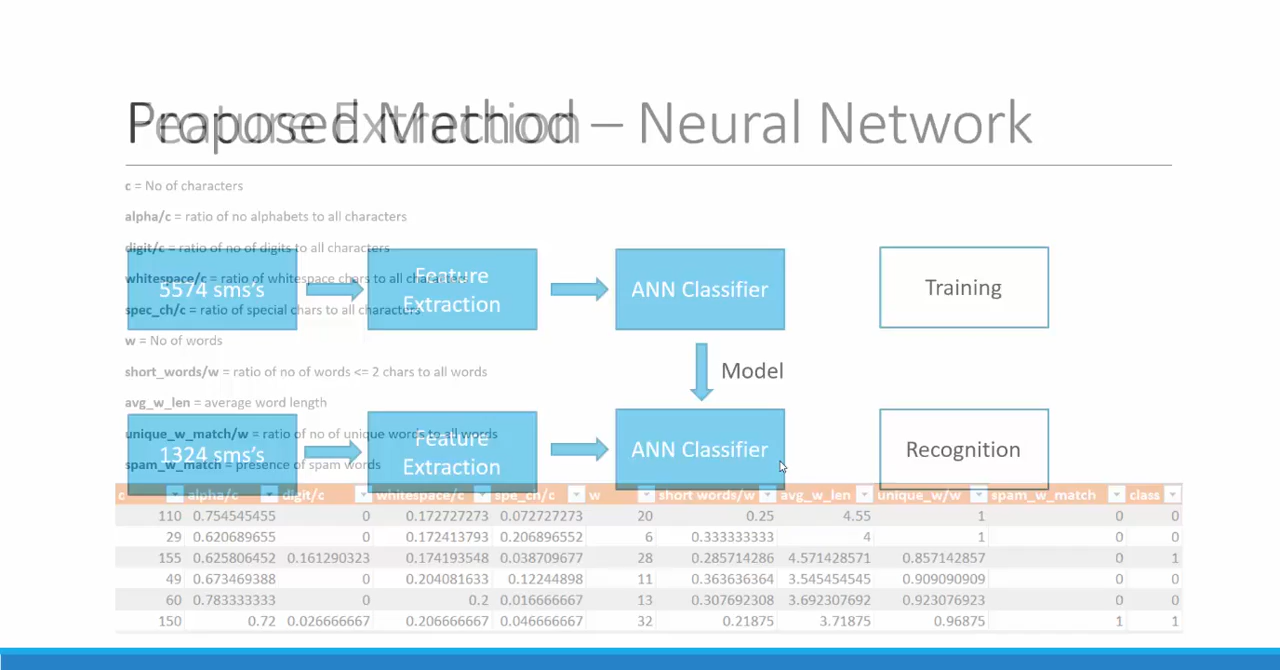 Proposed Method – Neural Network
Feature Extraction
c = No of characters
alpha/c = ratio of no alphabets to all characters
digit/c = ratio of no of digits to all characters
whitespace/c = ratio of whitespace chars to all characters
spec_ch/c = ratio of special chars to all characters
w = No of words
short_words/w = ratio of no of words <= 2 chars to all words
avg_w_len = average word length
unique_w_match/w = ratio of no of unique words to all words
spam_w_match = presence of spam words
5574 sms's
Feature
Extraction
ANN Classifier
Training
Model
1324 sms's
Feature
Extraction
ANN Classifier
Recognition
c alpha/c digit/c whitespace/c spe_ch/c w short words/w avg_w_len unique_w/w spam_w_match class
110 0.754545455 0 0.172727273 0.072727273 20 0.25 4.55 1 0 0
29 0.620689655 0 0.172413793 0.206896552 6 0.333333333 4 1 0 0
155 0.625806452 0.161290323 0.174193548 0.038709677 28 0.285714286 4.571428571 0.857142857 0 1
49 0.673469388 0 0.204081633 0.12244898 11 0.363636364 3.545454545 0.909090909 0 0
60 0.783333333 0 0.2 0.016666667 13 0.307692308 3.692307692 0.923076923 0 0
150 0.72 0.026666667 0.206666667 0.046666667 32 0.21875 3.71875 0.96875 1 1